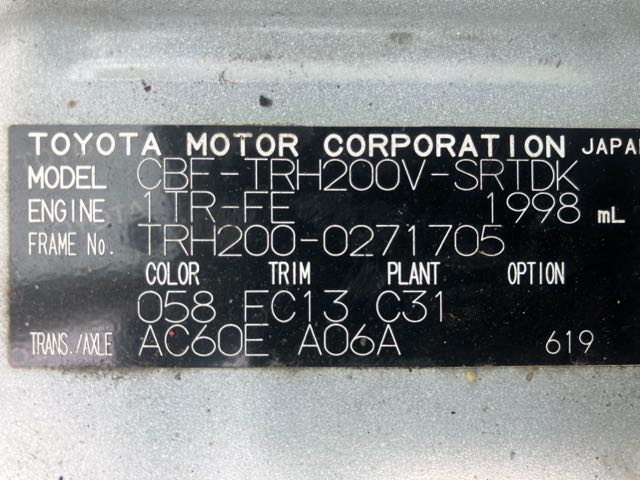 TOYOTA MOTOR CORPORATION JAPAN
MODEL CBF-TRH200V-SRTDK
ENGINE 1TR-FE 1998 mL
FRAME No. TRH200-0271705
COLOR TRIM PLANT OPTION
058 FC13 C31
TRANS./AXLE AC60E A06A 619